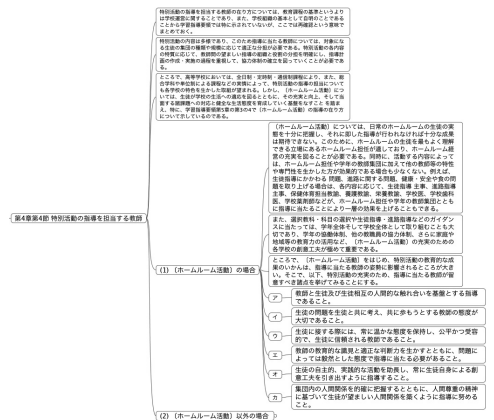 特別活動の指導を担当する教師の在り方については、教育課程の基準というよりは学校運営に関することであり、また、学校組織の基本として自明のことであることから学習指導要領では特に示されていないが、ここでは再確認という意味でまとめておく。
特別活動の内容は多様であり、このため指導に当たる教師については、対象になる生徒の集団の種類や規模に応じて適正な分担が必要である。特別活動の各内容の特質に応じて、教師間の望ましい指導の組織と役割の分担を明確にし、指導計画の作成・実施の過程を重視して、協力体制の確立を図っていくことが必要である。
ところで、高等学校においては、全日制・定時制・通信制課程により、また、総合学科や単位制による課程などの実情によって、特別活動の指導の担当についても各学校の特色を生かした取組が望まれる。しかし、〔ホームルーム活動〕については、生徒が学校の生活への適応を図るとともに、その充実と向上、そして当面する諸課題への対応と健全な生活態度を育成していく基盤をなすことを踏まえ、特に、学習指導要領第5章の第3の4で〔ホームルーム活動〕の指導の在り方について示しているのである。
第4章第4節 特別活動の指導を担当する教師
(1) 〔ホームルーム活動〕の場合
〔ホームルーム活動〕については、日常のホームルームの生徒の実態を十分に把握し、それに即した指導が行われなければ十分な成果は期待できない。このために、ホームルームの生徒を最もよく理解できる立場にあるホームルーム担任が適しており、ホームルーム経営の充実を図ることが必要である。同時に、活動する内容によっては、ホームルーム担任や学年の教師集団に加えて他の教師等の特性や専門性を生かした方が効果的である場合も少なくない。例えば、生徒指導にかかわる 問題、進路に関する問題、健康・安全や食の問題を取り上げる場合は、各内容に応じて、生徒指導 主事、進路指導主事、保健体育担当教諭、養護教諭、栄養教諭、学校医、学校歯科医、学校薬剤師などが、ホームルーム担任や学年の教師集団とともに指導に当たることにより一層の効果を上げることもできる。
また、選択教科・科目の選択や生徒指導・進路指導などのガイダンスに当たっては、学年全体そして学校全体として取り組むことも大切であり、学年の協働体制、他の教職員の協力体制、さらに家庭や地域等の教育力の活用など、〔ホームルーム活動〕の充実のための各学校の創意工夫が極めて重要である。
ところで、〔ホームルーム活動〕をはじめ、特別活動の教育的な成果のいかんは、指導に当たる教師の姿勢に影響されるところが大きい。そこで、以下、特別活動の充実のため、指導に当たる教師が留意すべき諸点を挙げてみることにする。
ア 教師と生徒及び生徒相互の人間的な触れ合いを基盤とする指導であること。
イ 生徒の問題を生徒と共に考え、共に歩もうとする教師の態度が大切であること。
ウ 生徒に接する際には、常に温かな態度を保持し、公平かつ受容的で、生徒に信頼される教師であること。
エ 教師の教育的な識見と適正な判断力を生かすとともに、問題によっては毅然とした態度で指導に当たる必要があること。
オ 生徒の自主的、実践的な活動を助長し、常に生徒自身による創意工夫を引き出すように指導すること。
カ 集団内の人間関係を的確に把握するとともに、人間尊重の精神に基づいて生徒が望ましい人間関係を築くように指導に努めること。
(2) 〔ホームルーム活動〕以外の場合